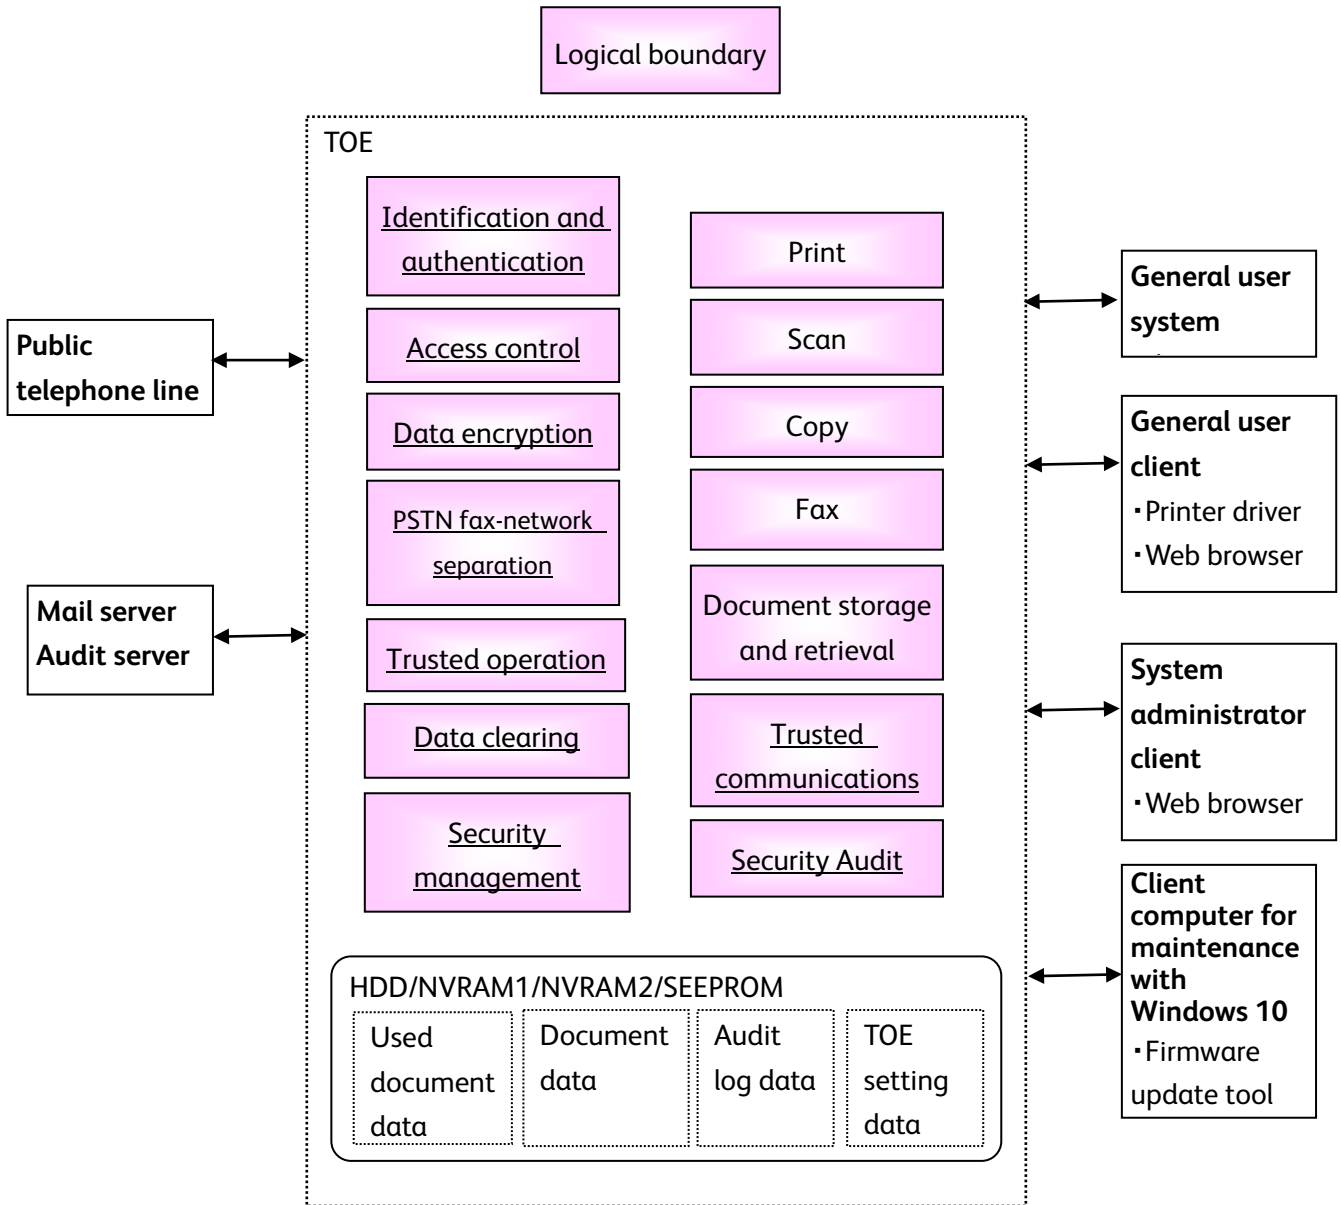 Logical boundary
TOE
Identification and
authentication
Access control
Data encryption
PSTN fax-network
separation
Trusted operation
Data clearing
Security
management
Print
Scan
Copy
Fax
Document storage
and retrieval
Trusted
communications
Security Audit
HDD/NVRAM1/NVRAM2/SEEPROM
Used
document
data
Document
data
Audit
log data
TOE
setting
data
Public
telephone line
Mail server
Audit server
General user
system
General user
client
・Printer driver
・Web browser
System
administrator
client
・Web browser
Client
computer for
maintenance
with
Windows 10
・Firmware
update tool